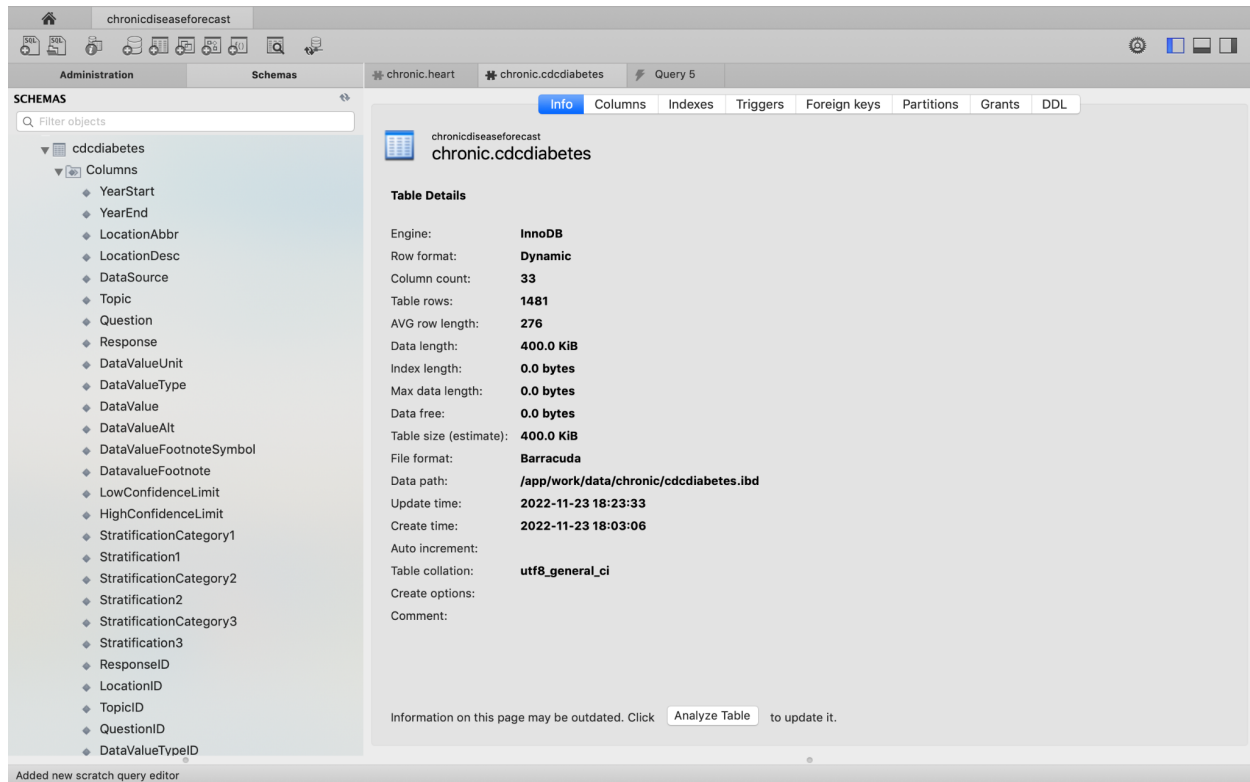 chronicdiseaseforecast
SQL SQL
Administration Schemas
SCHEMAS
Filter objects
cdcdiabetes
Columns
YearStart
YearEnd
LocationAbbr
LocationDesc
DataSource
Topic
Question
Response
DataValueUnit
DataValueType
DataValue
DataValueAlt
DataValueFootnoteSymbol
DatavalueFootnote
LowConfidenceLimit
HighConfidenceLimit
StratificationCategory1
Stratification1
StratificationCategory2
Stratification2
StratificationCategory3
Stratification3
ResponseID
LocationID
TopicID
QuestionID
DataValueTypeID
chronic.heart chronic.cdcdiabetes Query 5
Info Columns Indexes Triggers Foreign keys Partitions Grants DDL
chronicdiseaseforecast
chronic.cdcdiabetes
Table Details
Engine: InnoDB
Row format: Dynamic
Column count: 33
Table rows: 1481
AVG row length: 276
Data length: 400.0 KiB
Index length: 0.0 bytes
Max data length: 0.0 bytes
Data free: 0.0 bytes
Table size (estimate): 400.0 KiB
File format: Barracuda
Data path: /app/work/data/chronic/cdcdiabetes.ibd
Update time: 2022-11-23 18:23:33
Create time: 2022-11-23 18:03:06
Auto increment:
Table collation: utf8_general_ci
Create options:
Comment:
Information on this page may be outdated. Click Analyze Table to update it.
Added new scratch query editor